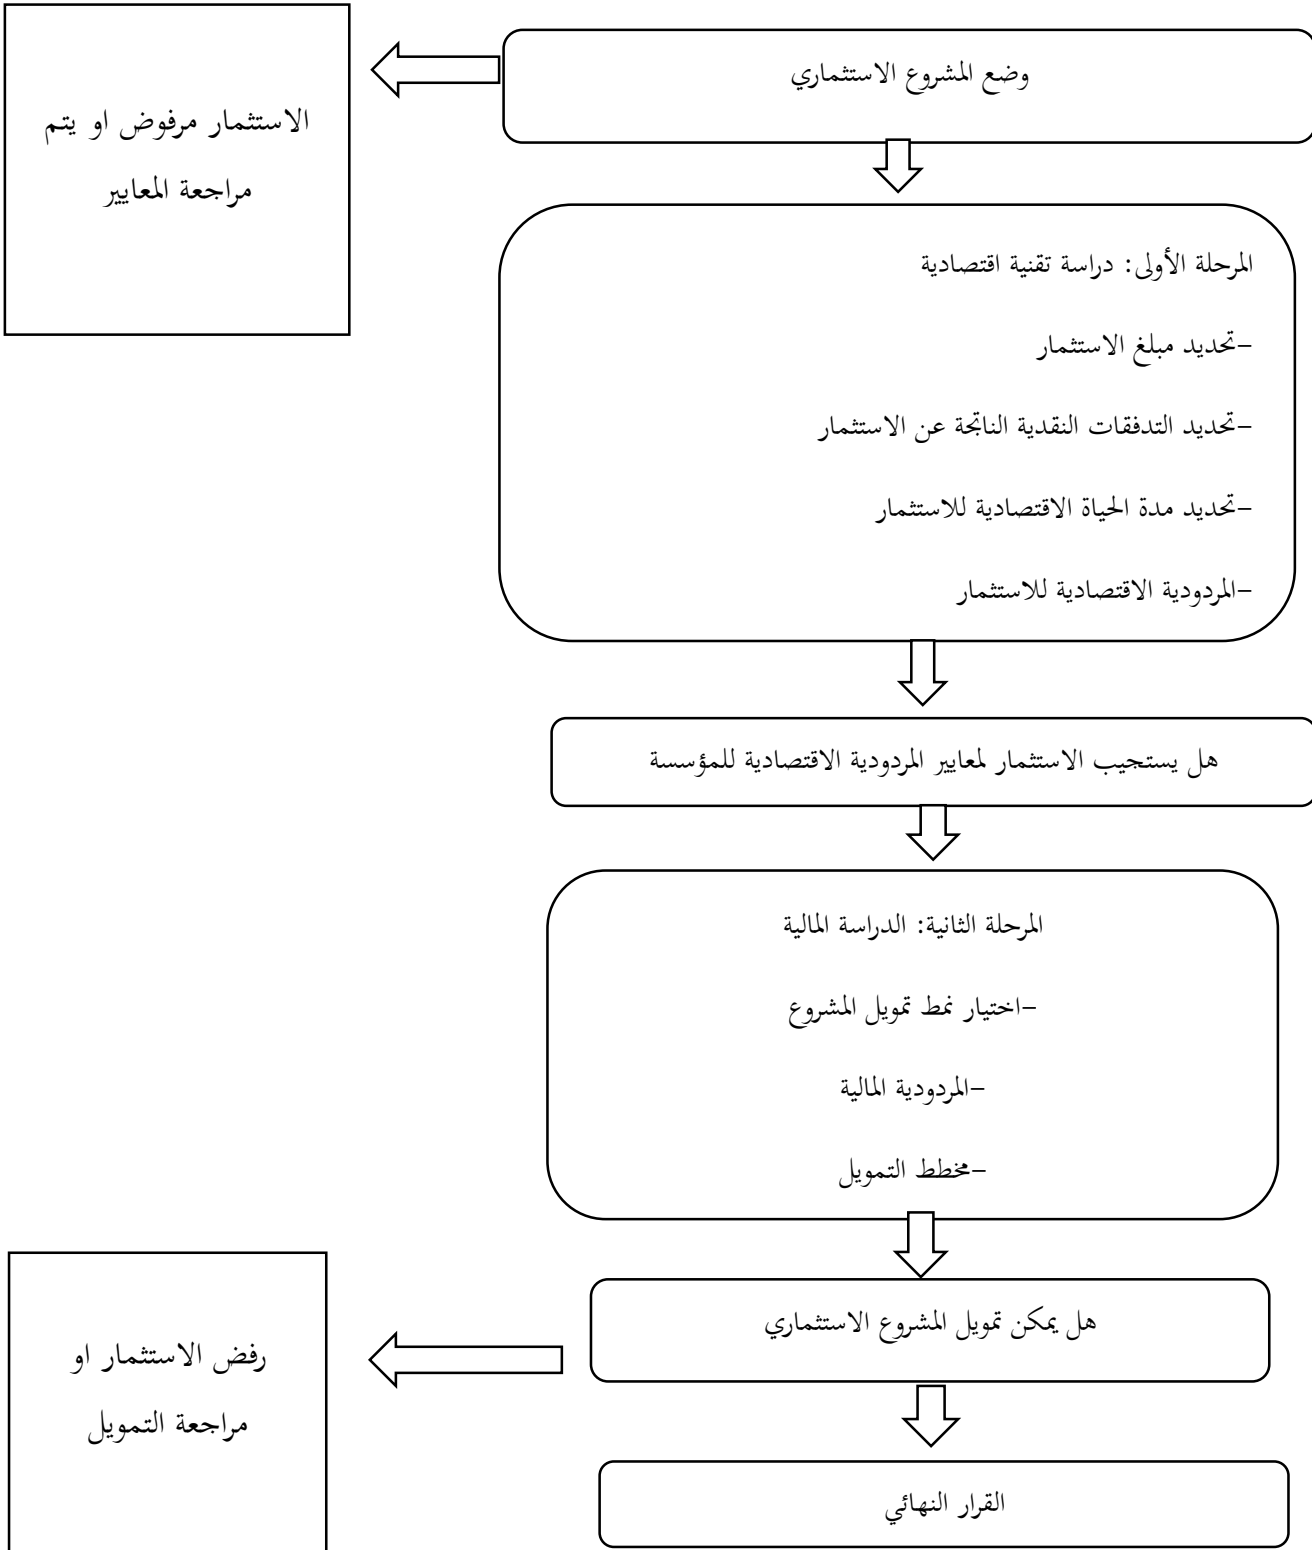 وضع المشروع الاستثماري
الاستثمار مرفوض او يتم
مراجعة المعايير
المرحلة الأولى: دراسة تقنية اقتصادية
-تحديد مبلغ الاستثمار
-تحديد التدفقات النقدية الناتجة عن الاستثمار
-تحديد مدة الحياة الاقتصادية للاستثمار
-المردودية الاقتصادية للاستثمار
هل يستجيب الاستثمار لمعايير المردودية الاقتصادية للمؤسسة
المرحلة الثانية: الدراسة المالية
-اختيار نمط تمويل المشروع
-المردودية المالية
-مخطط التمويل
هل يمكن تمويل المشروع الاستثماري
رفض الاستثمار او
مراجعة التمويل
القرار النهائي